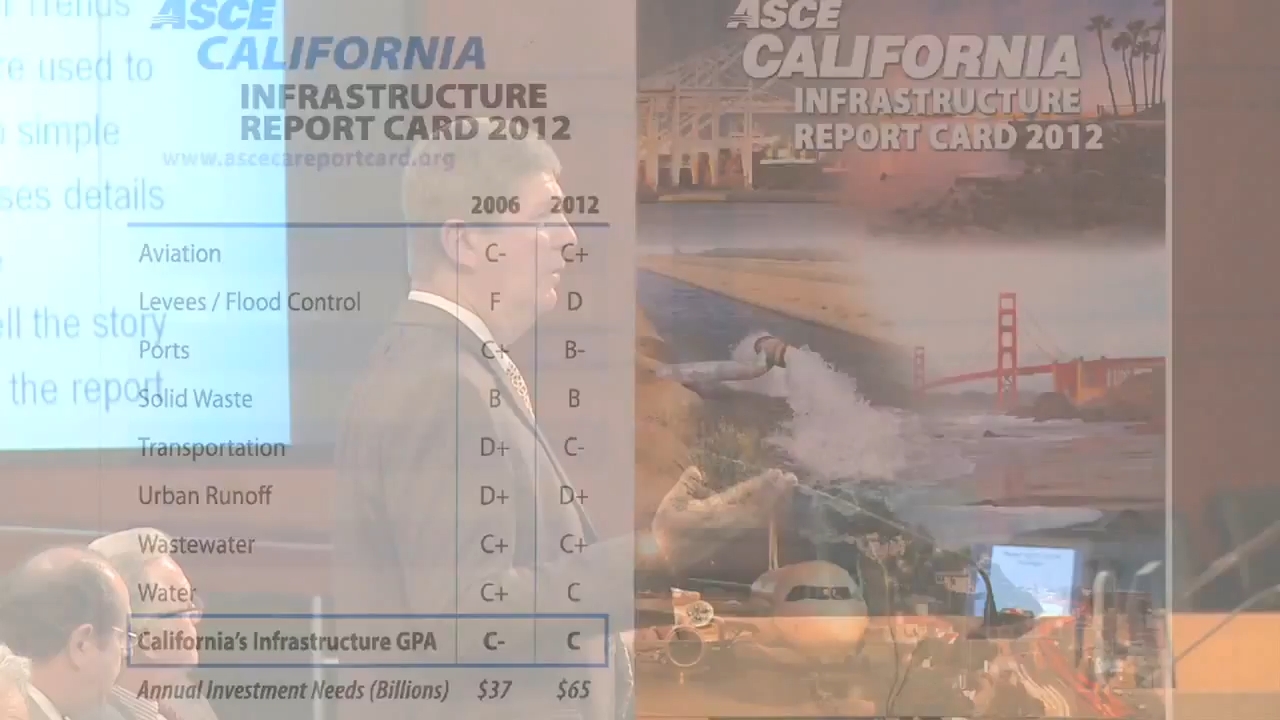 Trends
re used to
simple
ses details
ell the story
the report
ASCE
CALIFORNIA
INFRASTRUCTURE
REPORT CARD 2012
www.ascecareportcard.org
2006 2012
Aviation C- C+
Levees / Flood Control F D
Ports C+ B-
Solid Waste B B
Transportation D+ C-
Urban Runoff D+ D+
Wastewater C+ C+
Water C+ C
California's Infrastructure GPA C- C
Annual Investment Needs (Billions) $37 $65
ASCE
CALIFORNIA
INFRASTRUCTURE
REPORT CARD 2012